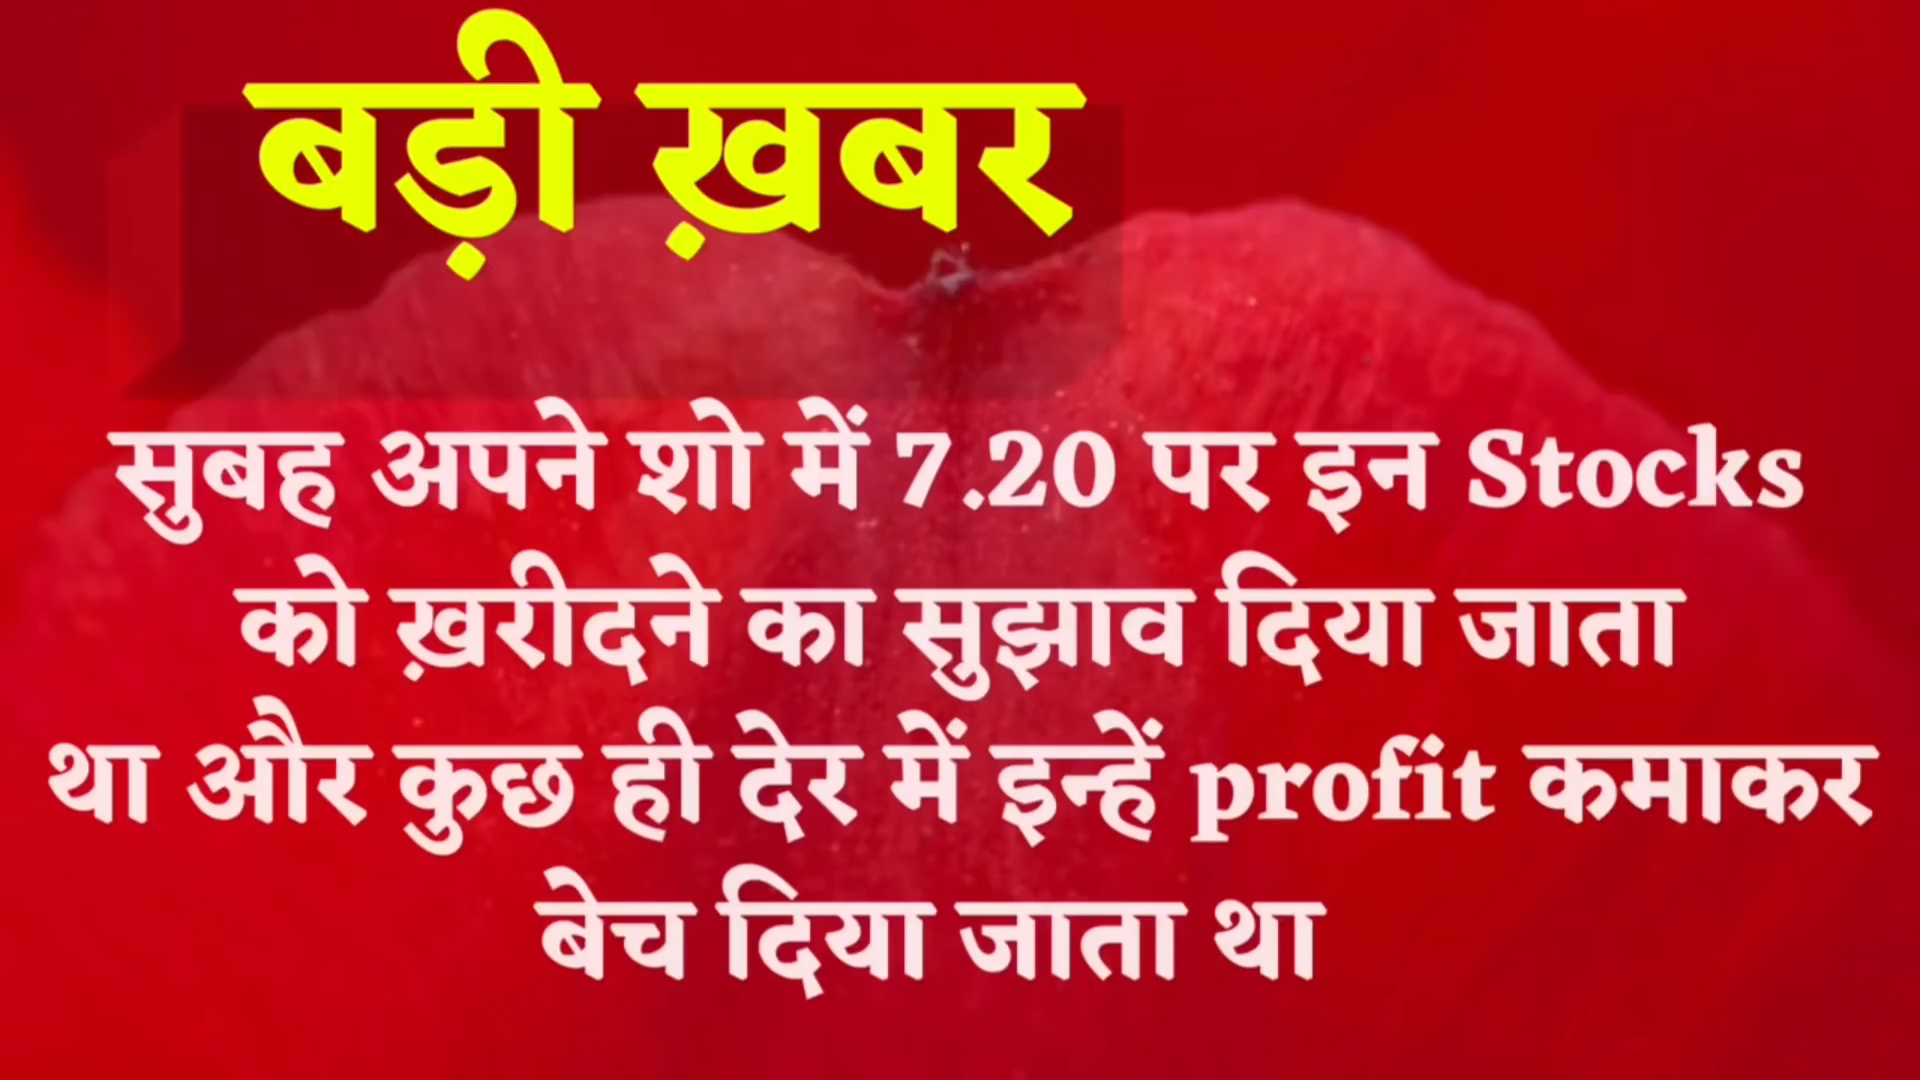 बड़ी ख़बर
सुबह अपने शो में 7.20 पर इन Stocks
को ख़रीदने का सुझाव दिया जाता
था और कुछ ही देर में इन्हें profit कमाकर
बेच दिया जाता था